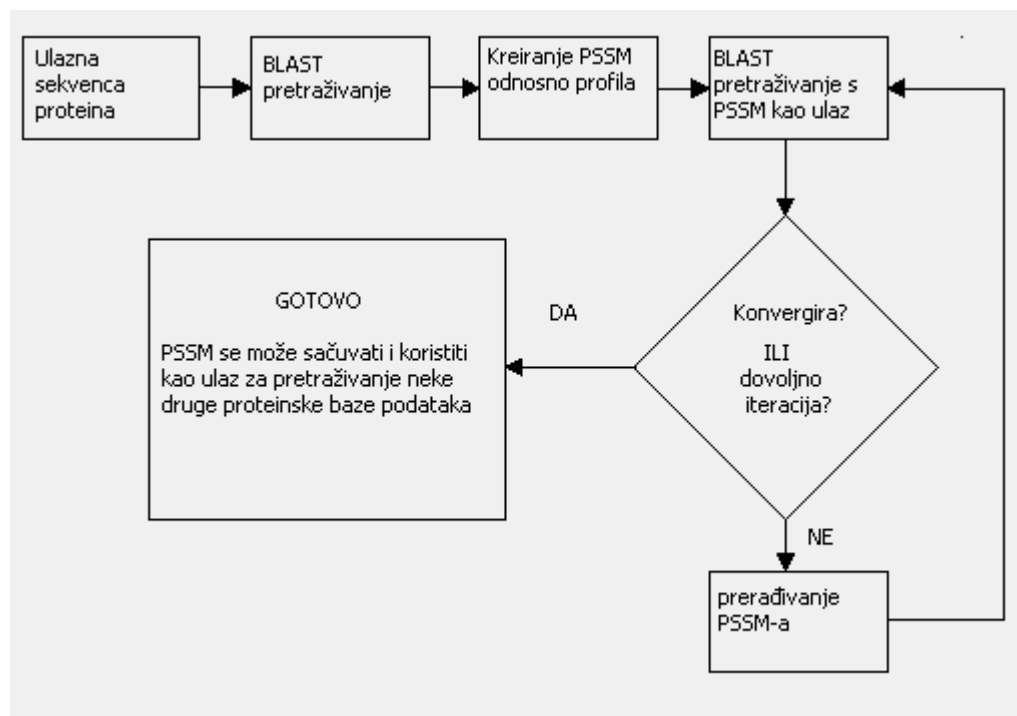 Ulazna
sekvenca
proteina
BLAST
pretraživanje
Kreiranje PSSM
odnosno profila
BLAST
pretraživanje s
PSSM kao ulaz
Konvergira?
ILI
dovoljno
iteracija?
DA
GOTOVO
PSSM se može sačuvati i koristiti
kao ulaz za pretraživanje neke
druge proteinske baze podataka
NE
prerađivanje
PSSM-a